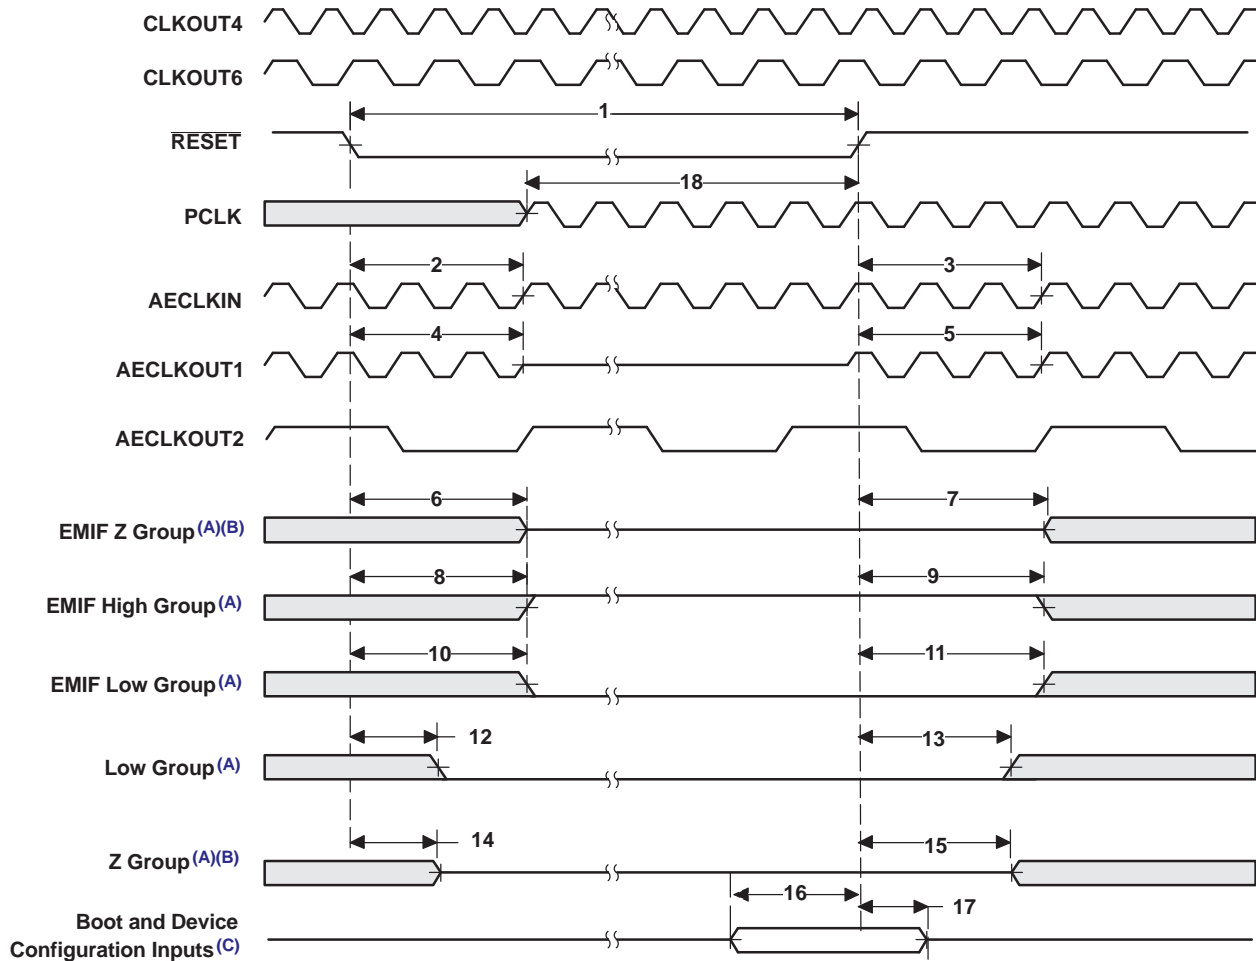 CLKOUT4
CLKOUT6
1
RESET
18
PCLK
2
3
AECLKIN
4
5
AECLKOUT1
AECLKOUT2
6
7
EMIF Z Group (A)(B)
8
9
EMIF High Group (A)
10
11
EMIF Low Group (A)
12
13
Low Group (A)
14
15
Z Group (A)(B)
16
17
Boot and Device
Configuration Inputs (C)